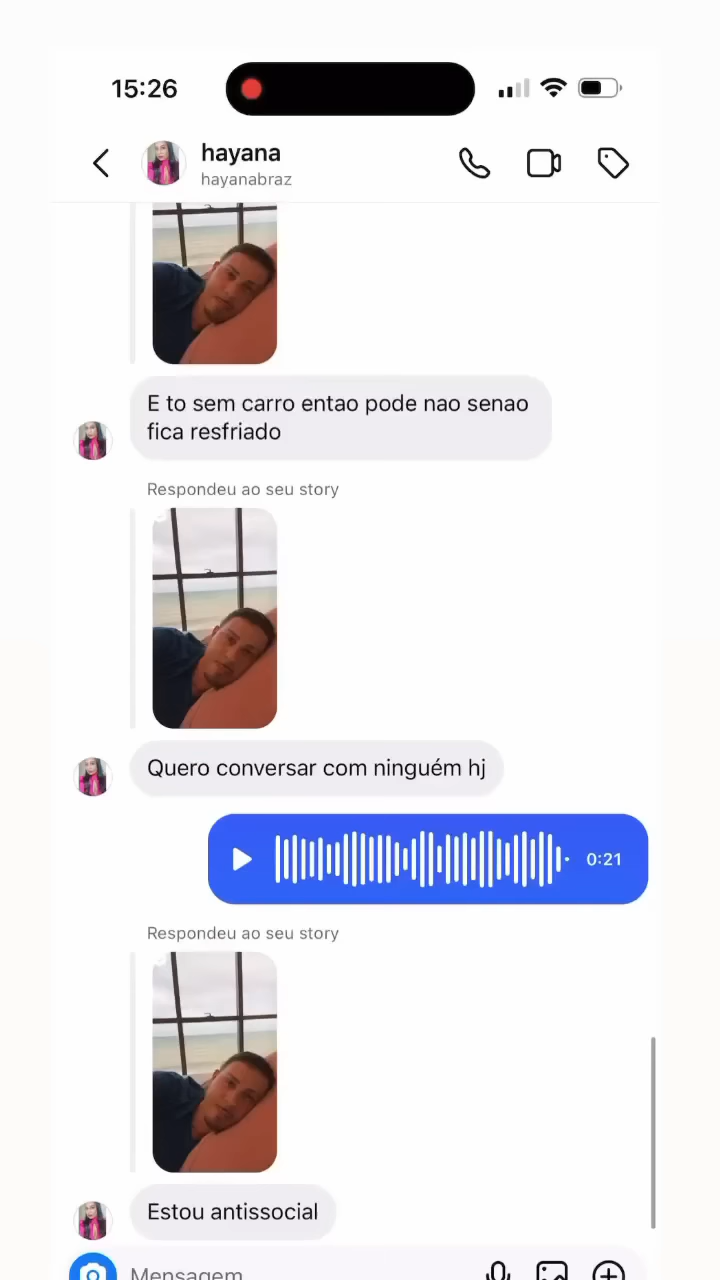 15:26
hayana
hayanabraz
E to sem carro entao pode nao senao
fica resfriado
Respondeu ao seu story
Quero conversar com ninguém hj
0:21
Respondeu ao seu story
Estou antissocial
Mensagem